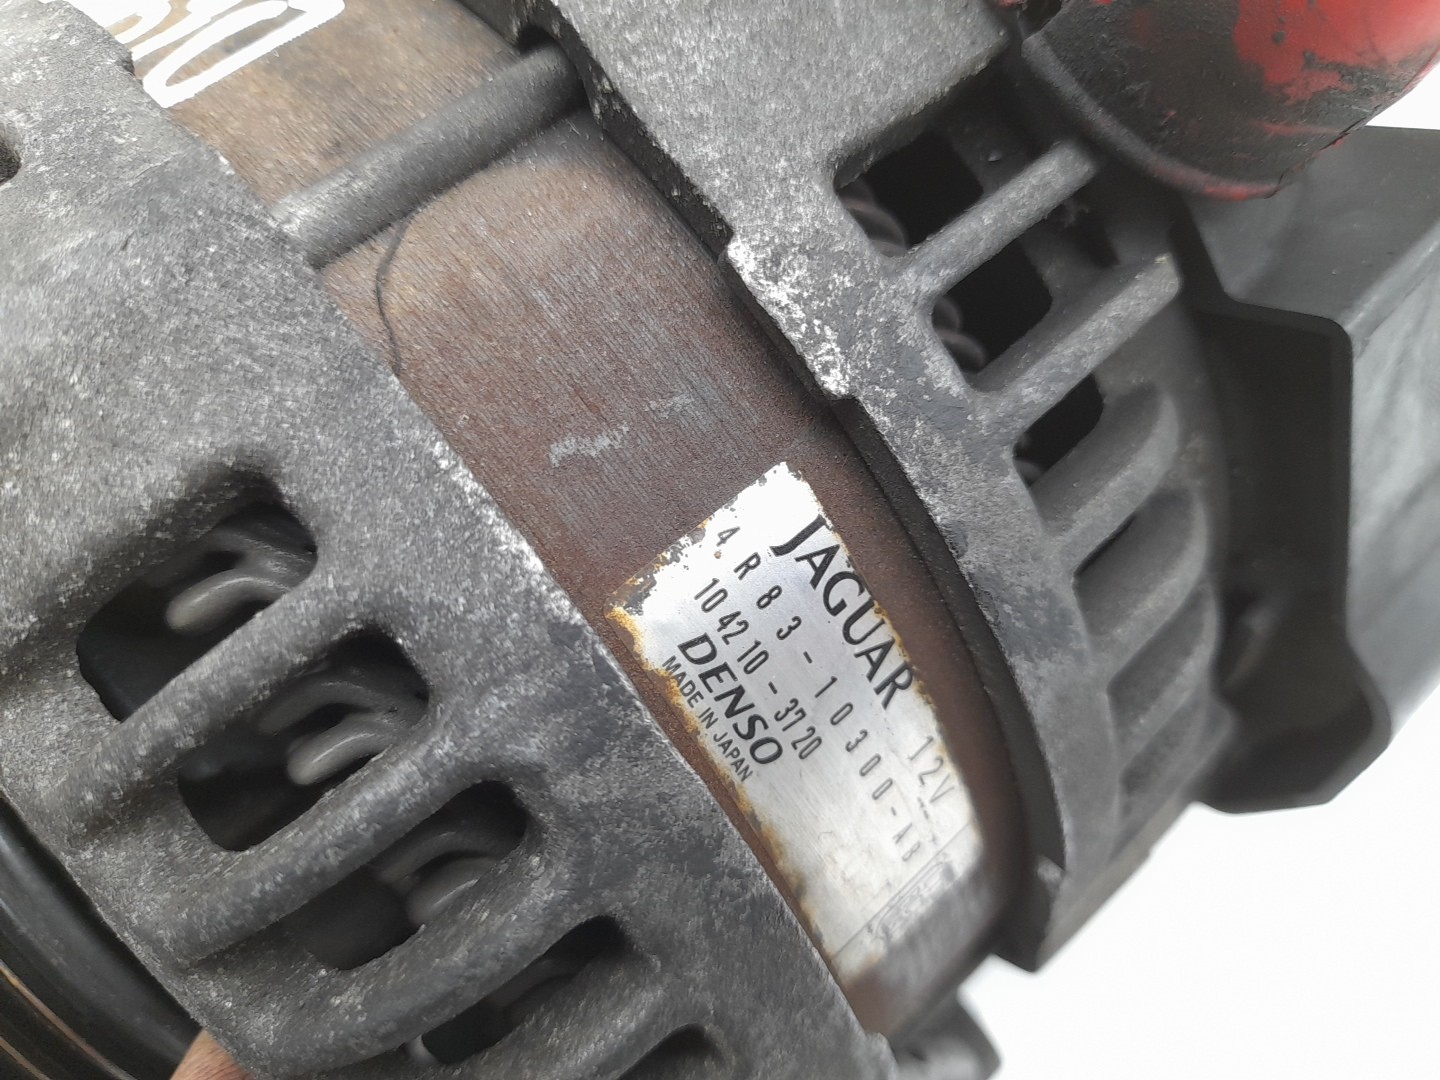 JAGUAR 12V
4R83-10300-AB
104210-3720
DENSO
MADE IN JAPAN